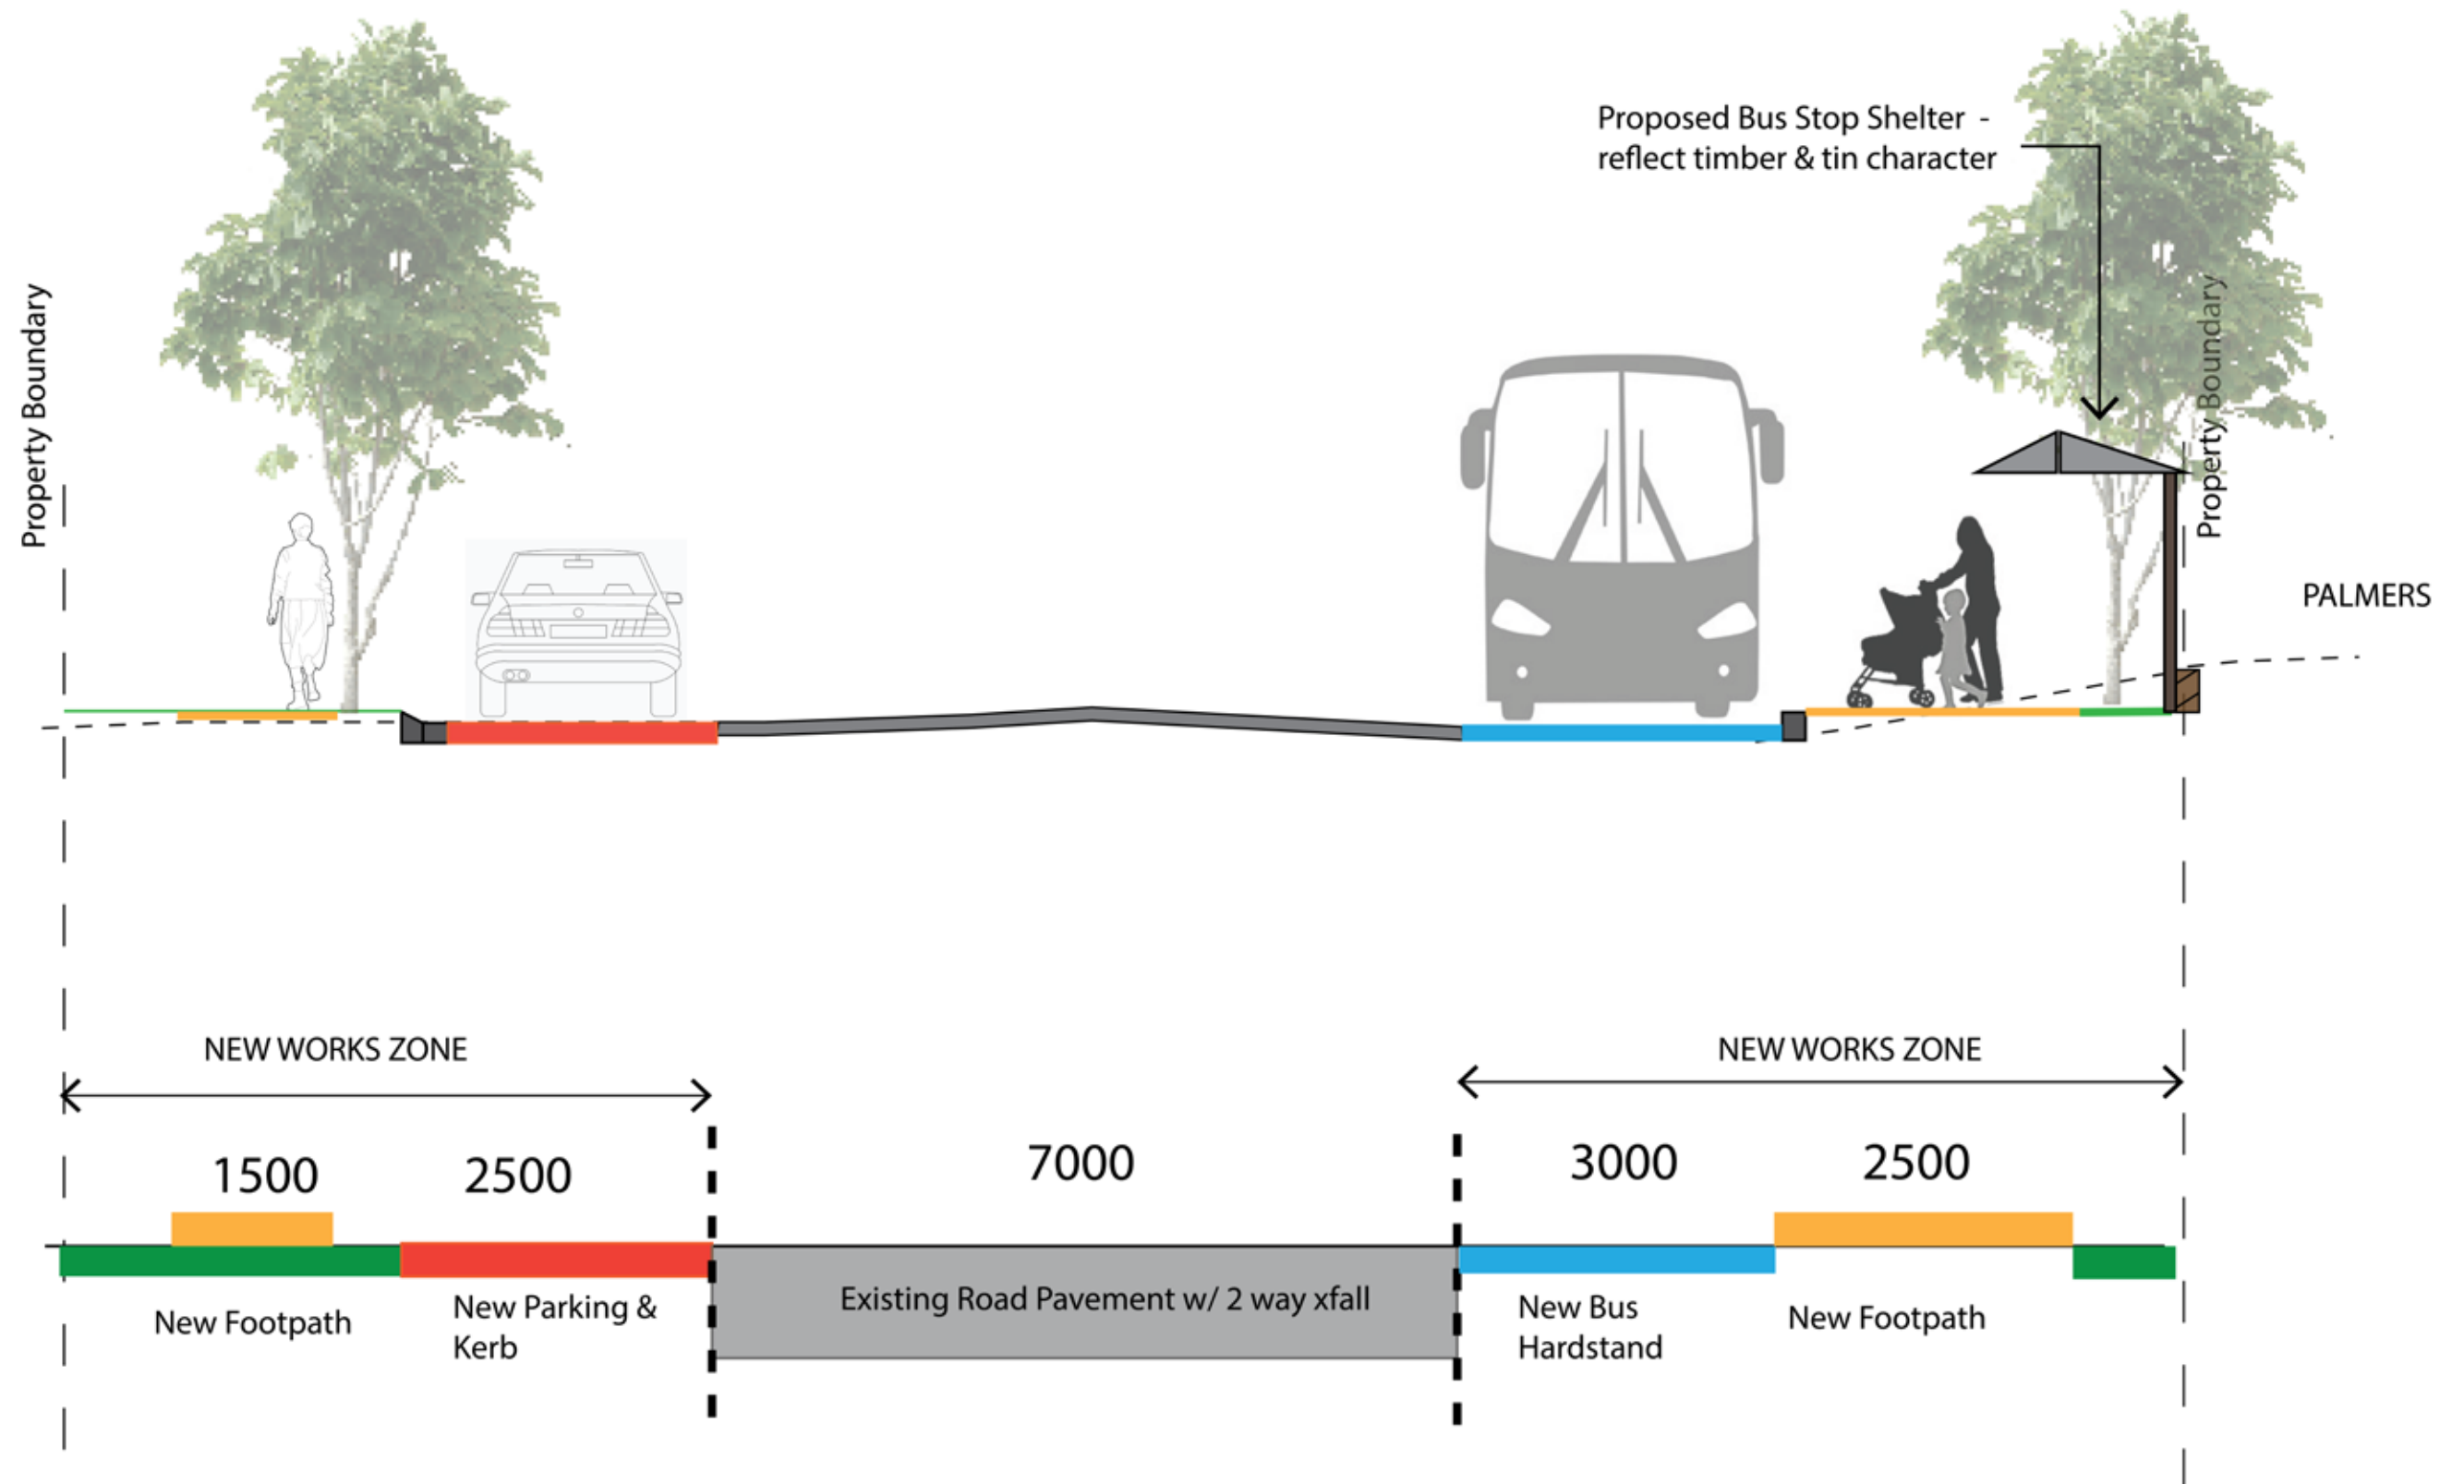 Proposed Bus Stop Shelter -
reflect timber & tin character
Property Boundary
Property Boundary
PALMERS
NEW WORKS ZONE
NEW WORKS ZONE
1500
2500
7000
3000
2500
Existing Road Pavement w/ 2 way xfall
New Footpath
New Parking &
Kerb
New Bus
Hardstand
New Footpath